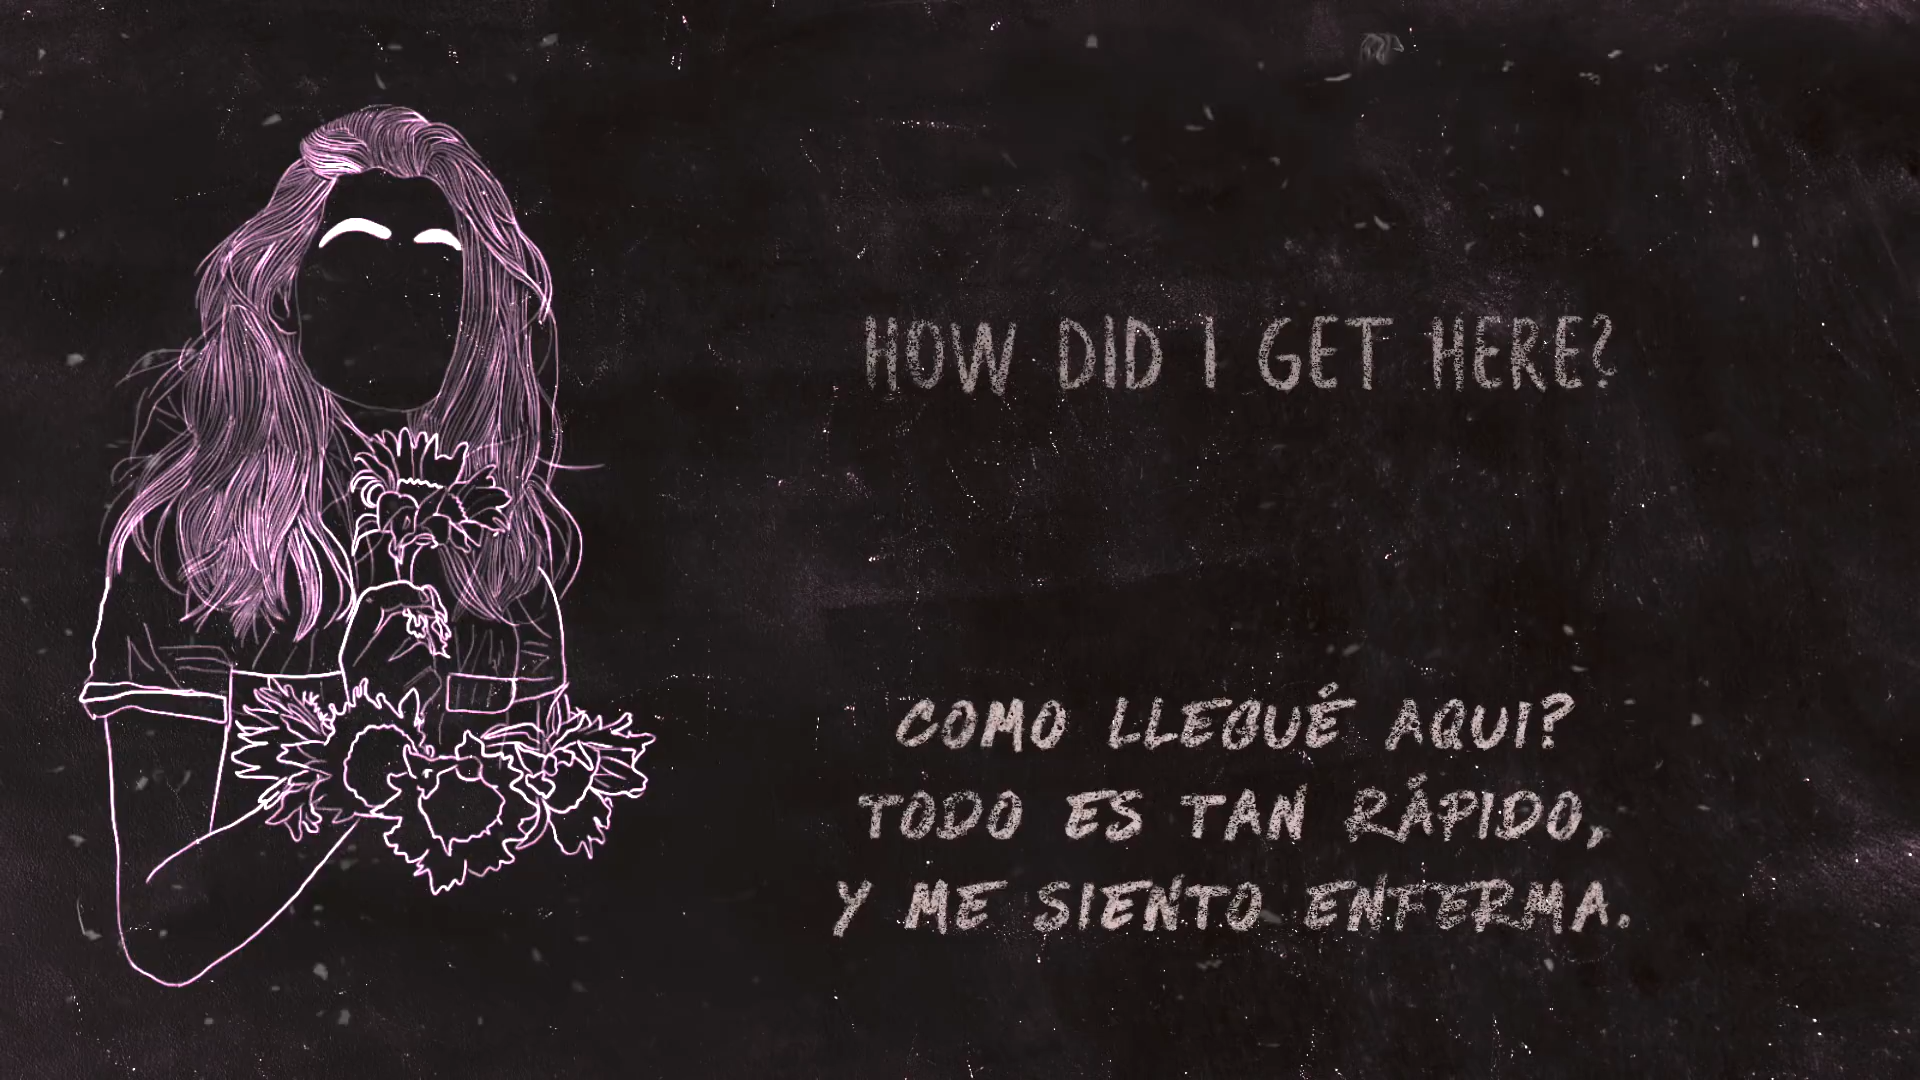 HOW DID I GET HERE?
COMO LLEGUÉ AQUI?
TODO ES TAN RÁPIDO,
Y ME SIENTO ENFERMA.